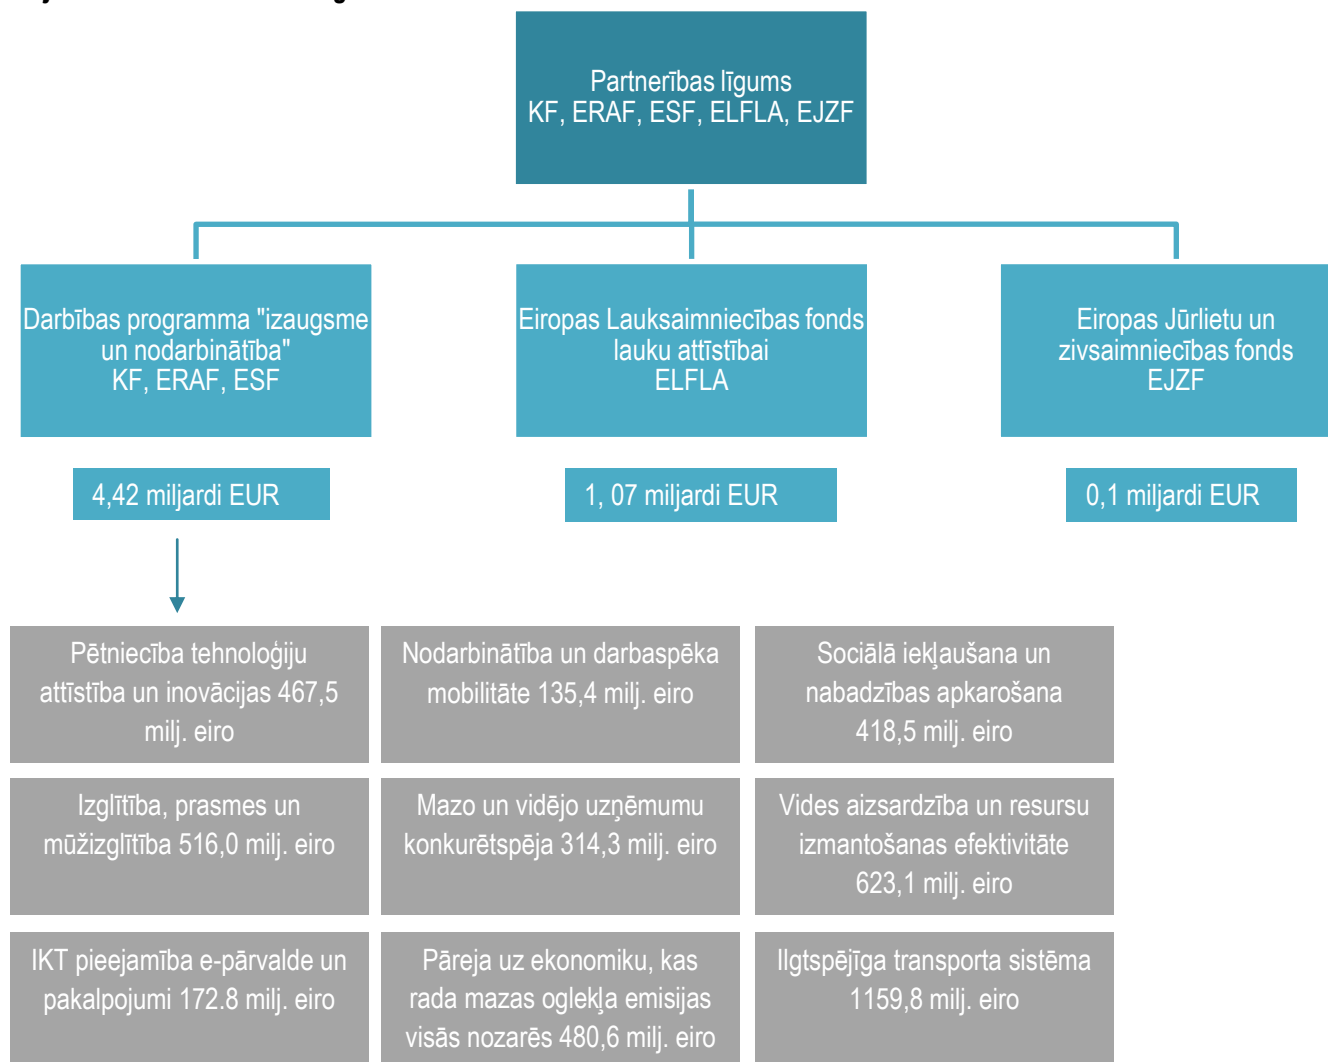 Partnerības līgums
KF, ERAF, ESF, ELFLA, EJZF
Darbības programma "izaugsme
un nodarbinātība"
KF, ERAF, ESF
Eiropas Lauksaimniecības fonds
lauku attīstībai
ELFLA
Eiropas Jūrlietu un
zivsaimniecības fonds
EJZF
4,42 miljardi EUR
1, 07 miljardi EUR
0,1 miljardi EUR
Pētniecība tehnoloģiju
attīstība un inovācijas 467,5
milj. eiro
Nodarbinātība un darbaspēka
mobilitāte 135,4 milj. eiro
Sociālā iekļaušana un
nabadzības apkarošana
418,5 milj. eiro
Izglītība, prasmes un
mūžizglītība 516,0 milj. eiro
Mazo un vidējo uzņēmumu
konkurētspēja 314,3 milj. eiro
Vides aizsardzība un resursu
izmantošanas efektivitāte
623,1 milj. eiro
IKT pieejamība e-pārvalde un
pakalpojumi 172.8 milj. eiro
Pāreja uz ekonomiku, kas
rada mazas oglekļa emisijas
visās nozarēs 480,6 milj. eiro
Ilgtspējīga transporta sistēma
1159,8 milj. eiro